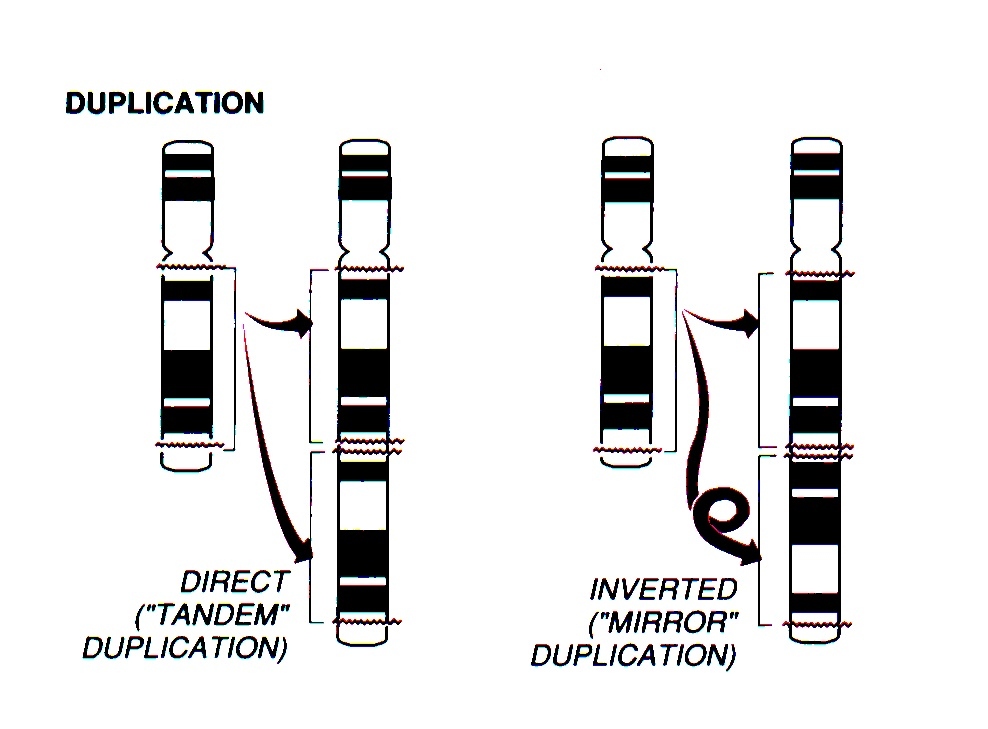 DUPLICATION
DIRECT
("TANDEM"
DUPLICATION)
INVERTED
("MIRROR"
DUPLICATION)